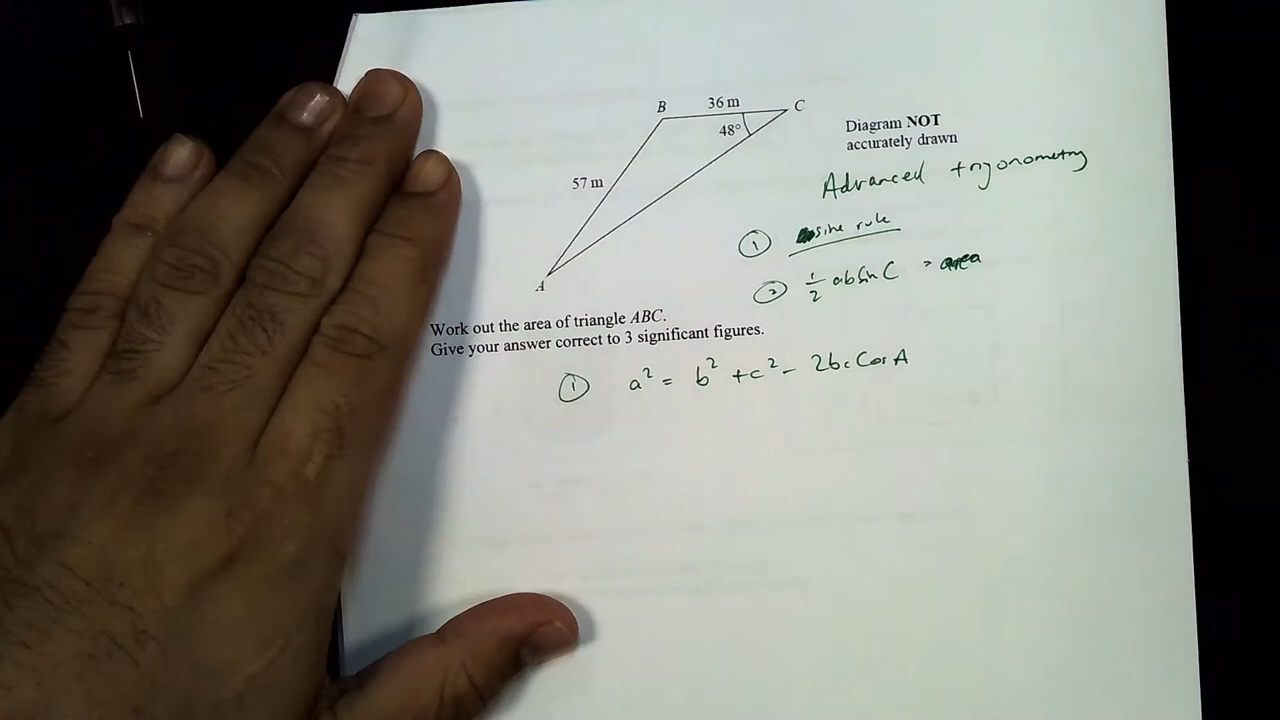 B 36 m C
48°
57 m
A
Diagram NOT
accurately drawn
Advanced trigonometry
① sine rule
② 1/2 ab Sin C = area
Work out the area of triangle ABC.
Give your answer correct to 3 significant figures.
① a² = b² + c² - 2bc Cos A